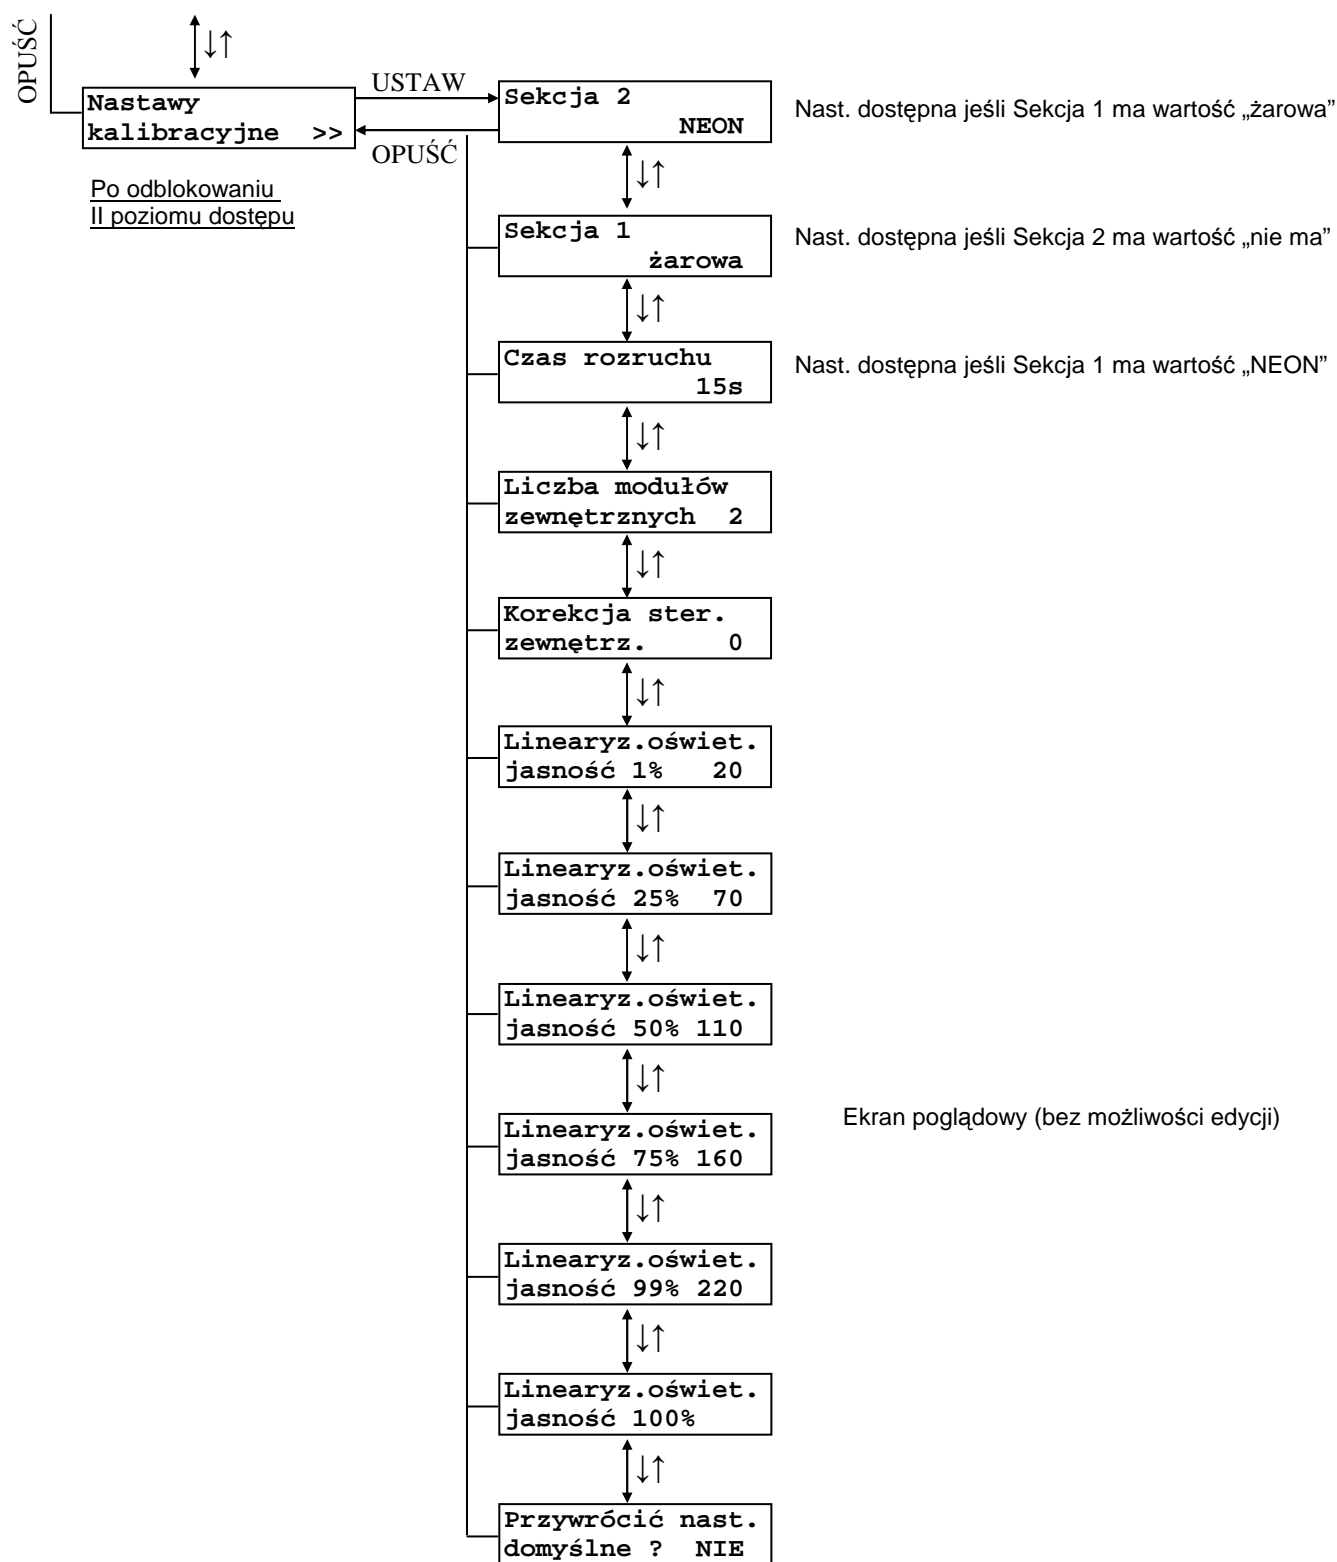 OPUŚĆ
↓↑
Nastawy
kalibracyjne >>
USTAW
OPUŚĆ
Po odblokowaniu
II poziomu dostępu
Sekcja 2
NEON
Nast. dostępna jeśli Sekcja 1 ma wartość „żarowa”
↓↑
Sekcja 1
żarowa
Nast. dostępna jeśli Sekcja 2 ma wartość „nie ma”
↓↑
Czas rozruchu
15s
Nast. dostępna jeśli Sekcja 1 ma wartość „NEON”
↓↑
Liczba modułów
zewnętrznych 2
↓↑
Korekcja ster.
zewnętrz. 0
↓↑
Linearyz.oświet.
jasność 1% 20
↓↑
Linearyz.oświet.
jasność 25% 70
↓↑
Linearyz.oświet.
jasność 50% 110
↓↑
Linearyz.oświet.
jasność 75% 160
Ekran poglądowy (bez możliwości edycji)
↓↑
Linearyz.oświet.
jasność 99% 220
↓↑
Linearyz.oświet.
jasność 100%
↓↑
Przywrócić nast.
domyślne ? NIE